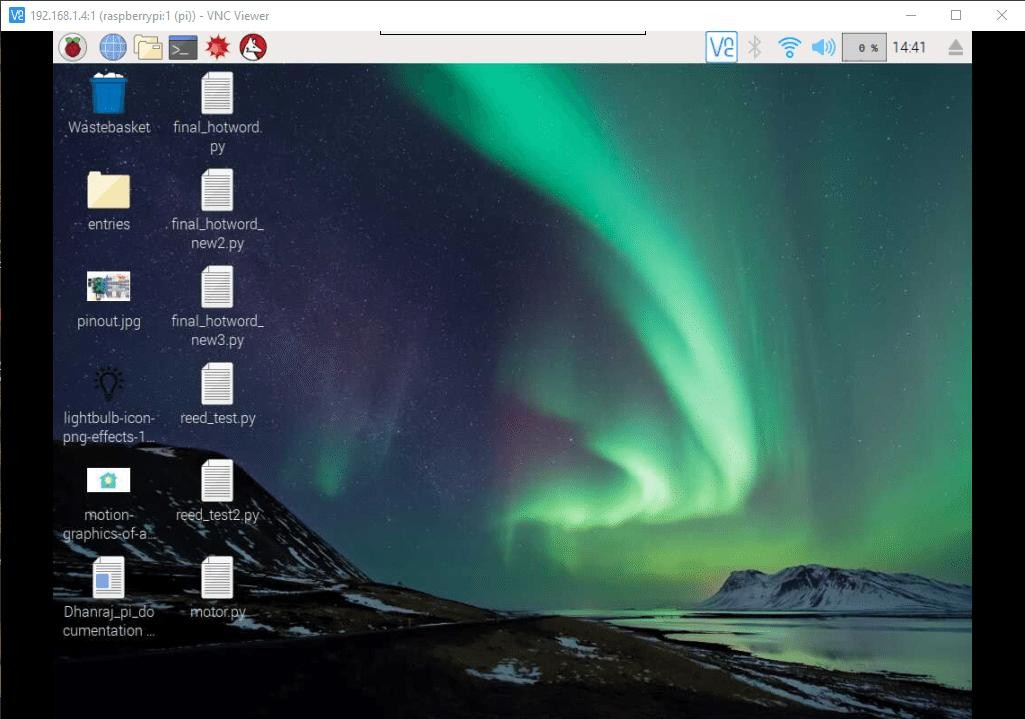 192.168.1.4:1 (raspberrypi:1 (pi)) - VNC Viewer
0 %
14:41
Wastebasket
entries
pinout.jpg
lightbulb-icon-
png-effects-1...
motion-
graphics-of-a...
Dhanraj_pi_do
cumentation ...
final_hotword.
py
final_hotword_
new2.py
final_hotword_
new3.py
reed_test.py
reed_test2.py
motor.py